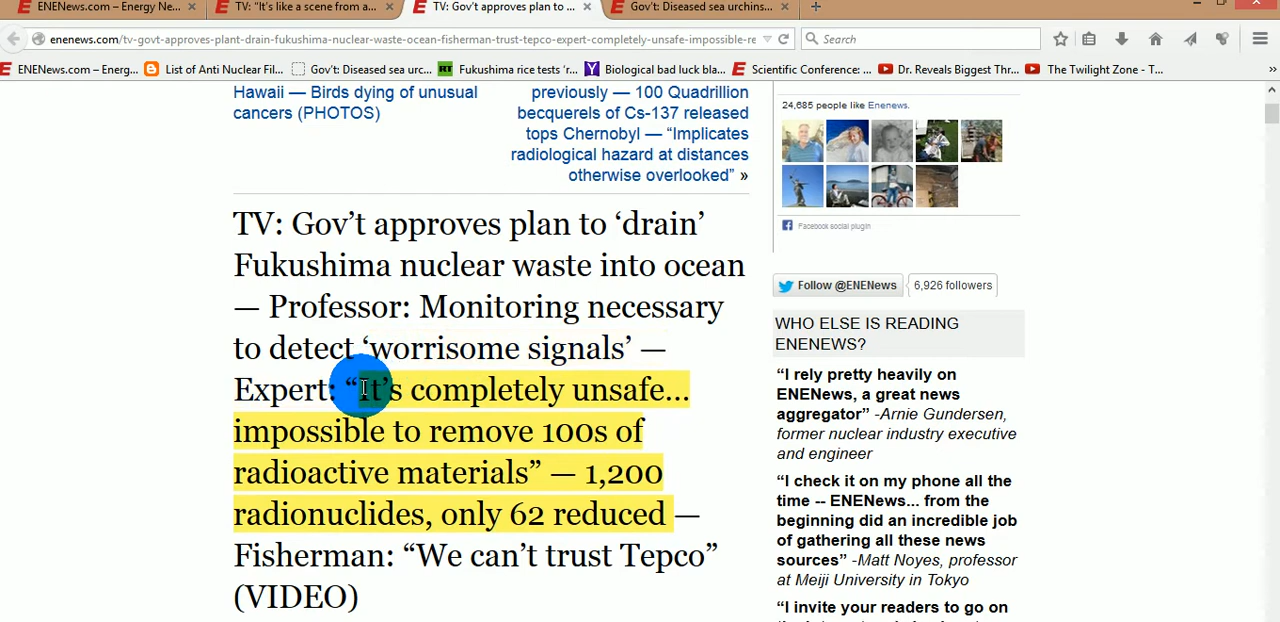 ENENews.com – Energy Ne...
TV: “It’s like a scene from a...
TV: Gov’t approves plan to ...
Gov’t: Diseased sea urchins...
enenews.com/tv-govt-approves-plant-drain-fukushima-nuclear-waste-ocean-fisherman-trust-tepco-expert-completely-unsafe-impossible-re
Search
ENENews.com – Energ...
List of Anti Nuclear Fil...
Gov’t: Diseased sea urc...
RT
Fukushima rice tests ‘r...
Biological bad luck bla...
Scientific Conference: ...
Dr. Reveals Biggest Thr...
The Twilight Zone - T...
Hawaii — Birds dying of unusual
cancers (PHOTOS)
previously — 100 Quadrillion
becquerels of Cs-137 released
tops Chernobyl — “Implicates
radiological hazard at distances
otherwise overlooked” »
TV: Gov’t approves plan to ‘drain’
Fukushima nuclear waste into ocean
— Professor: Monitoring necessary
to detect ‘worrisome signals’ —
Expert: “It’s completely unsafe...
impossible to remove 100s of
radioactive materials” — 1,200
radionuclides, only 62 reduced —
Fisherman: “We can’t trust Tepco”
(VIDEO)
24,685 people like Enenews.
Facebook social plugin
Follow @ENENews
6,926 followers
WHO ELSE IS READING
ENENEWS?
“I rely pretty heavily on
ENENews, a great news
aggregator” -Arnie Gundersen,
former nuclear industry executive
and engineer
“I check it on my phone all the
time -- ENENews... from the
beginning did an incredible job
of gathering all these news
sources” -Matt Noyes, professor
at Meiji University in Tokyo
“I invite your readers to go on